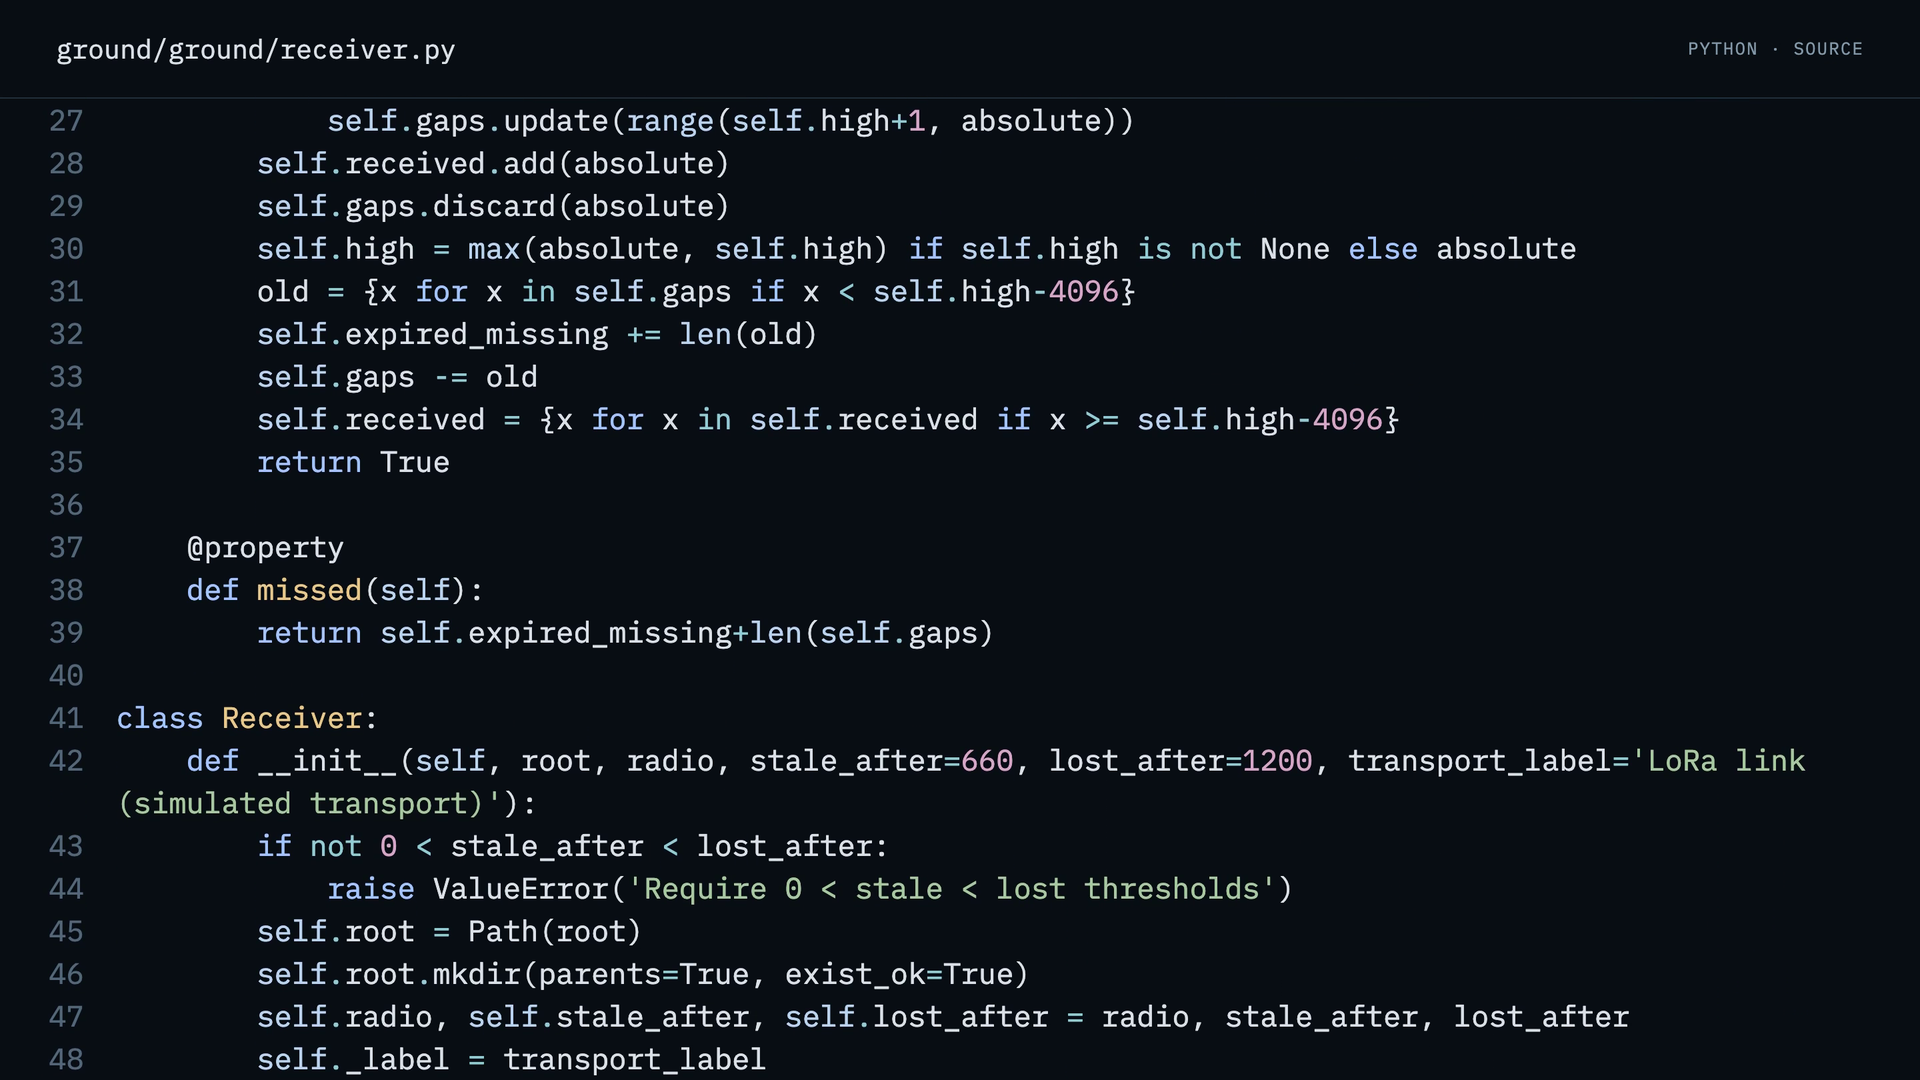 ground/ground/receiver.py
PYTHON · SOURCE
27             self.gaps.update(range(self.high+1, absolute))
28         self.received.add(absolute)
29         self.gaps.discard(absolute)
30         self.high = max(absolute, self.high) if self.high is not None else absolute
31         old = {x for x in self.gaps if x < self.high-4096}
32         self.expired_missing += len(old)
33         self.gaps -= old
34         self.received = {x for x in self.received if x >= self.high-4096}
35         return True
36
37     @property
38     def missed(self):
39         return self.expired_missing+len(self.gaps)
40
41 class Receiver:
42     def __init__(self, root, radio, stale_after=660, lost_after=1200, transport_label='LoRa link
(simulated transport)'):
43         if not 0 < stale_after < lost_after:
44             raise ValueError('Require 0 < stale < lost thresholds')
45         self.root = Path(root)
46         self.root.mkdir(parents=True, exist_ok=True)
47         self.radio, self.stale_after, self.lost_after = radio, stale_after, lost_after
48         self._label = transport_label